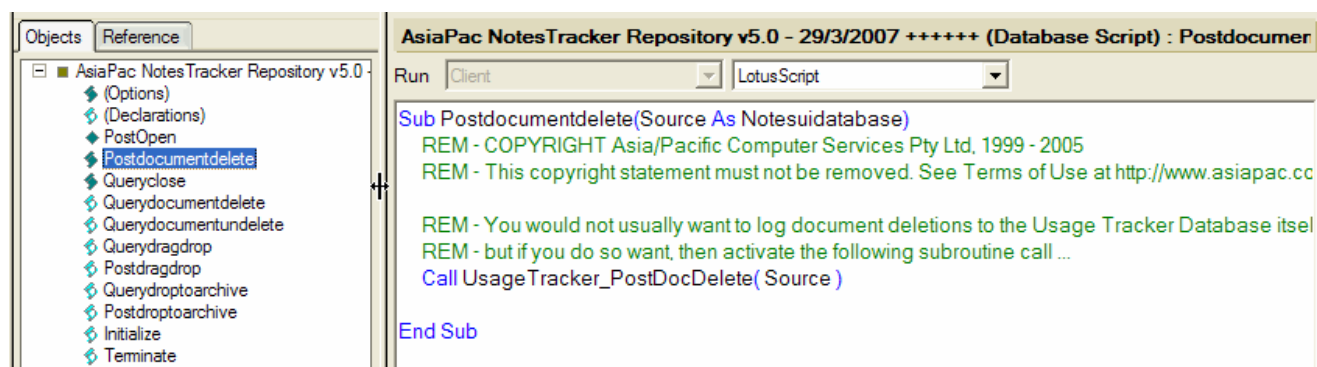 Objects Reference
AsiaPac NotesTracker Repository v5.0 -
(Options)
(Declarations)
PostOpen
Postdocumentdelete
Queryclose
Querydocumentdelete
Querydocumentundelete
Querydragdrop
Postdragdrop
Querydroptoarchive
Postdroptoarchive
Initialize
Terminate
AsiaPac NotesTracker Repository v5.0 - 29/3/2007 ++++++ (Database Script) : Postdocumen
Run Client LotusScript
Sub Postdocumentdelete(Source As Notesuidatabase)
REM - COPYRIGHT Asia/Pacific Computer Services Pty Ltd, 1999 - 2005
REM - This copyright statement must not be removed. See Terms of Use at http://www.asiapac.cc
REM - You would not usually want to log document deletions to the Usage Tracker Database itsel
REM - but if you do so want, then activate the following subroutine call ...
Call UsageTracker_PostDocDelete( Source )
End Sub